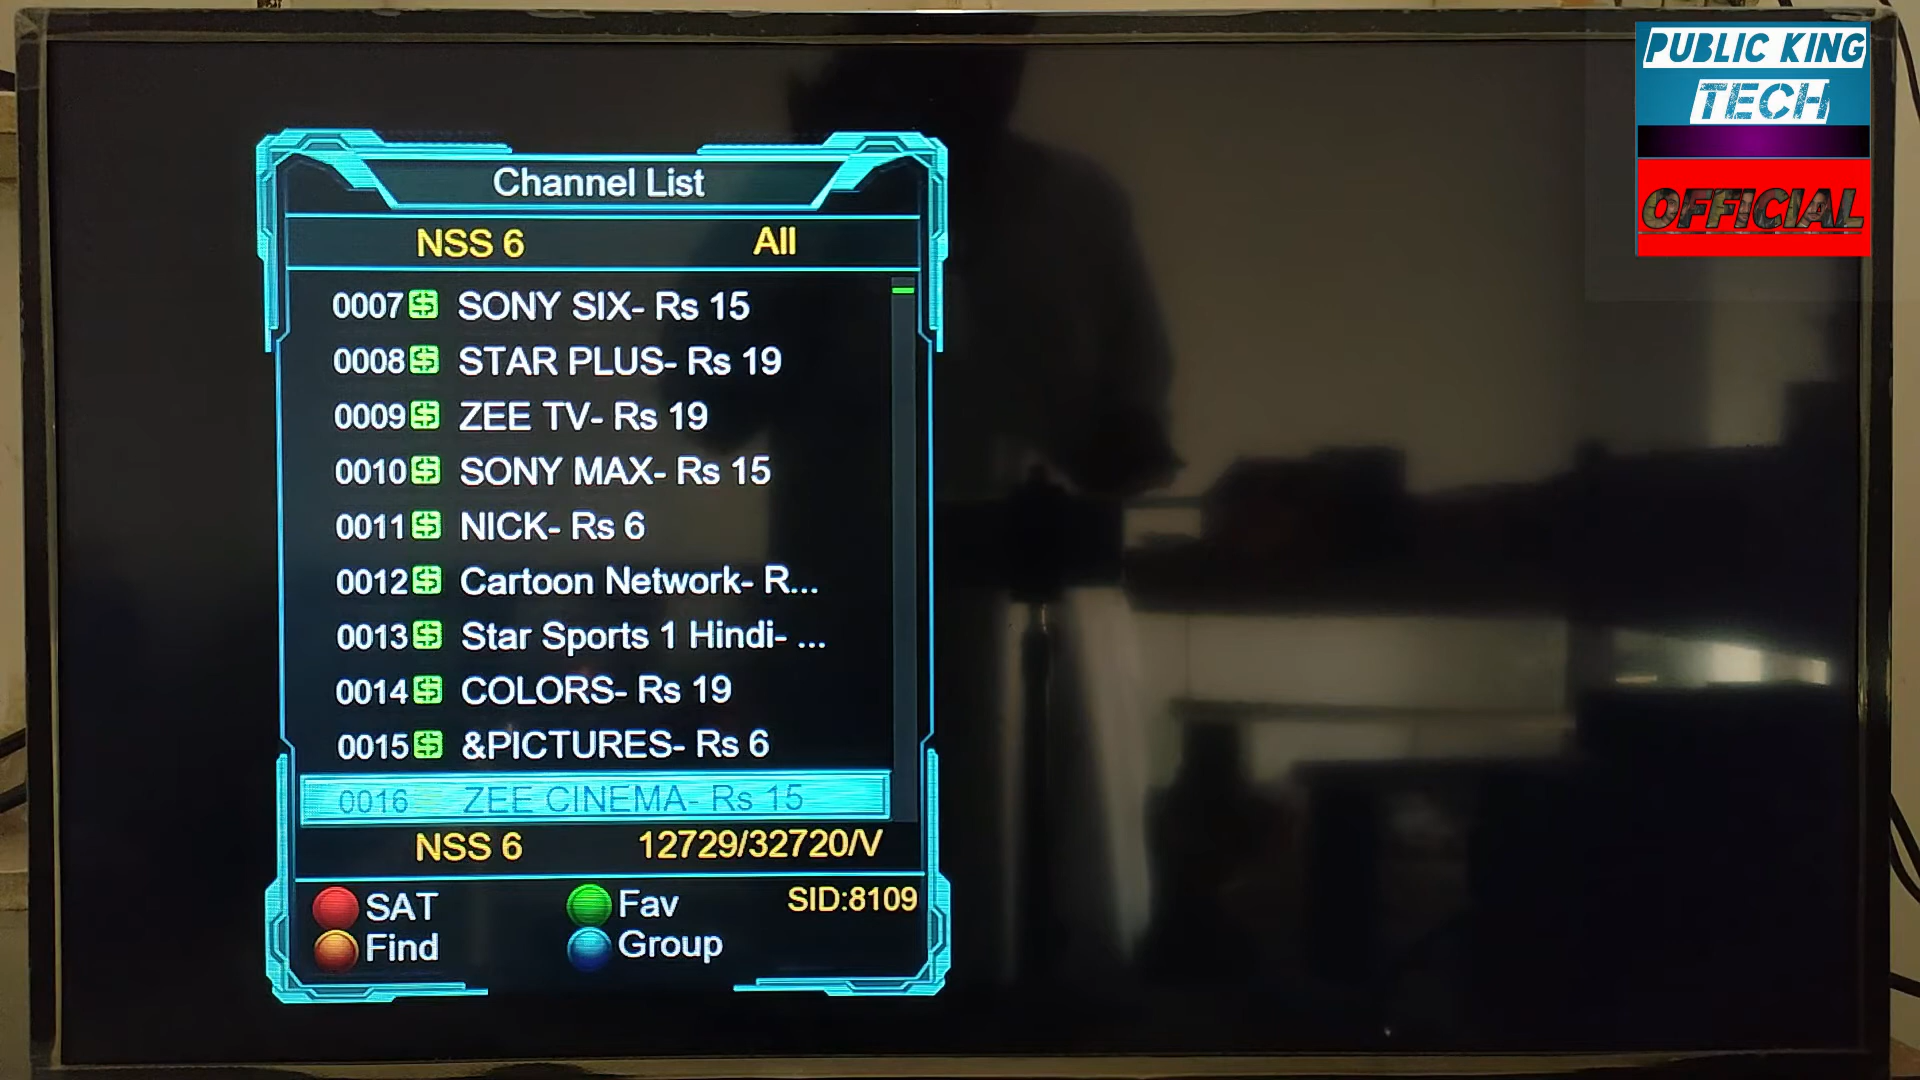 PUBLIC KING
TECH
OFFICIAL
Channel List
NSS 6 All
0007 $ SONY SIX- Rs 15
0008 $ STAR PLUS- Rs 19
0009 $ ZEE TV- Rs 19
0010 $ SONY MAX- Rs 15
0011 $ NICK- Rs 6
0012 $ Cartoon Network- R...
0013 $ Star Sports 1 Hindi- ...
0014 $ COLORS- Rs 19
0015 $ &PICTURES- Rs 6
0016 ZEE CINEMA- Rs 15
NSS 6 12729/32720/V
SAT Fav SID:8109
Find Group